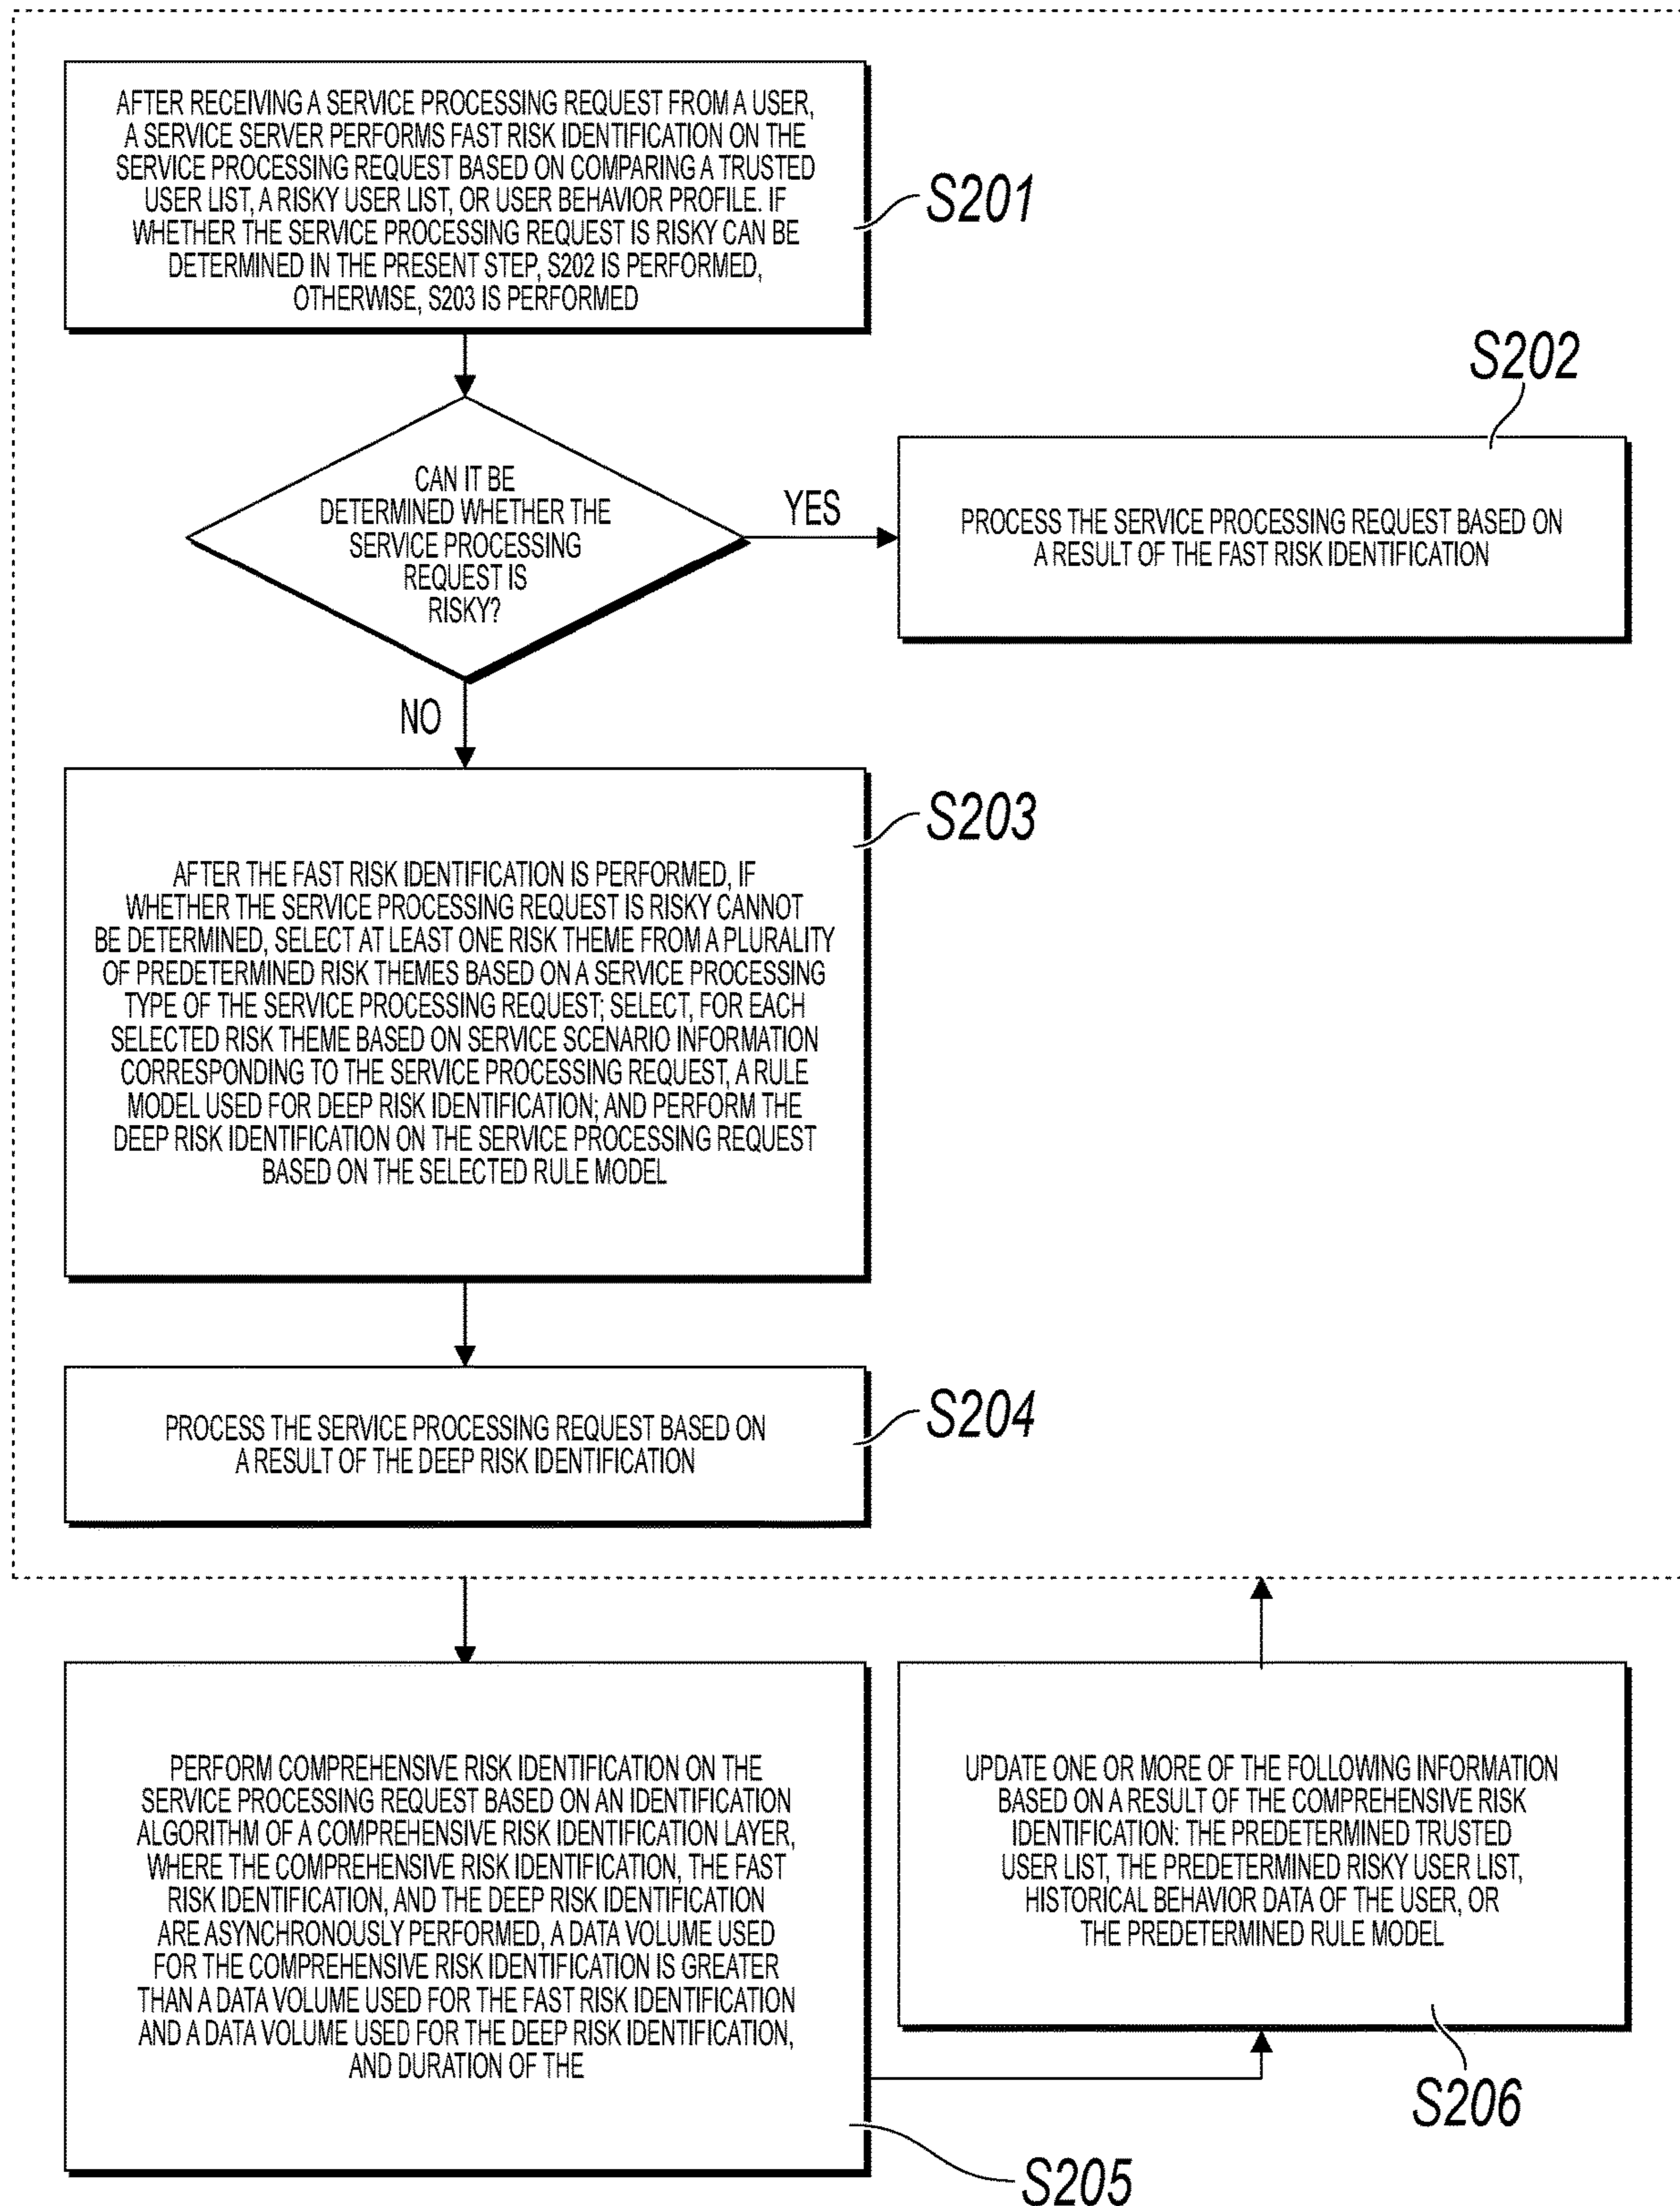 AFTER RECEIVING A SERVICE PROCESSING REQUEST FROM A USER,
A SERVICE SERVER PERFORMS FAST RISK IDENTIFICATION ON THE
SERVICE PROCESSING REQUEST BASED ON COMPARING A TRUSTED
USER LIST, A RISKY USER LIST, OR USER BEHAVIOR PROFILE. IF
WHETHER THE SERVICE PROCESSING REQUEST IS RISKY CAN BE
DETERMINED IN THE PRESENT STEP, S202 IS PERFORMED,
OTHERWISE, S203 IS PERFORMED
S201
CAN IT BE
DETERMINED WHETHER THE
SERVICE PROCESSING
REQUEST IS
RISKY?
YES
S202
PROCESS THE SERVICE PROCESSING REQUEST BASED ON
A RESULT OF THE FAST RISK IDENTIFICATION
NO
S203
AFTER THE FAST RISK IDENTIFICATION IS PERFORMED, IF
WHETHER THE SERVICE PROCESSING REQUEST IS RISKY CANNOT
BE DETERMINED, SELECT AT LEAST ONE RISK THEME FROM A PLURALITY
OF PREDETERMINED RISK THEMES BASED ON A SERVICE PROCESSING
TYPE OF THE SERVICE PROCESSING REQUEST; SELECT, FOR EACH
SELECTED RISK THEME BASED ON SERVICE SCENARIO INFORMATION
CORRESPONDING TO THE SERVICE PROCESSING REQUEST, A RULE
MODEL USED FOR DEEP RISK IDENTIFICATION; AND PERFORM THE
DEEP RISK IDENTIFICATION ON THE SERVICE PROCESSING REQUEST
BASED ON THE SELECTED RULE MODEL
S204
PROCESS THE SERVICE PROCESSING REQUEST BASED ON
A RESULT OF THE DEEP RISK IDENTIFICATION
PERFORM COMPREHENSIVE RISK IDENTIFICATION ON THE
SERVICE PROCESSING REQUEST BASED ON AN IDENTIFICATION
ALGORITHM OF A COMPREHENSIVE RISK IDENTIFICATION LAYER,
WHERE THE COMPREHENSIVE RISK IDENTIFICATION, THE FAST
RISK IDENTIFICATION, AND THE DEEP RISK IDENTIFICATION
ARE ASYNCHRONOUSLY PERFORMED, A DATA VOLUME USED
FOR THE COMPREHENSIVE RISK IDENTIFICATION IS GREATER
THAN A DATA VOLUME USED FOR THE FAST RISK IDENTIFICATION
AND A DATA VOLUME USED FOR THE DEEP RISK IDENTIFICATION,
AND DURATION OF THE
S205
UPDATE ONE OR MORE OF THE FOLLOWING INFORMATION
BASED ON A RESULT OF THE COMPREHENSIVE RISK
IDENTIFICATION: THE PREDETERMINED TRUSTED
USER LIST, THE PREDETERMINED RISKY USER LIST,
HISTORICAL BEHAVIOR DATA OF THE USER, OR
THE PREDETERMINED RULE MODEL
S206